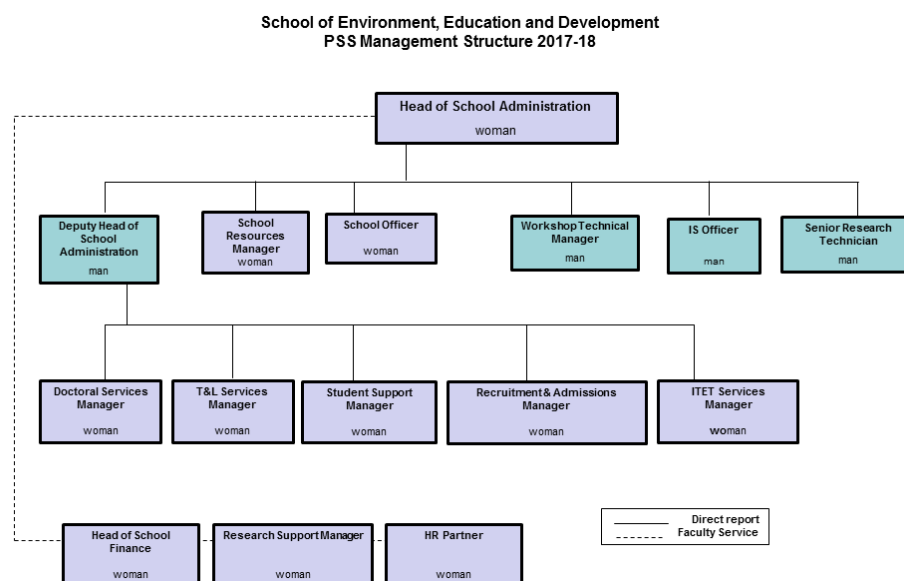 School of Environment, Education and Development
PSS Management Structure 2017-18
Head of School Administration
woman
Deputy Head of
School
Administration
man
School
Resources
Manager
woman
School Officer
woman
Workshop Technical
Manager
man
IS Officer
man
Senior Research
Technician
man
Doctoral Services
Manager
woman
T&L Services
Manager
woman
Student Support
Manager
woman
Recruitment & Admissions
Manager
woman
ITET Services
Manager
woman
Head of School
Finance
woman
Research Support Manager
woman
HR Partner
woman
Direct report
Faculty Service